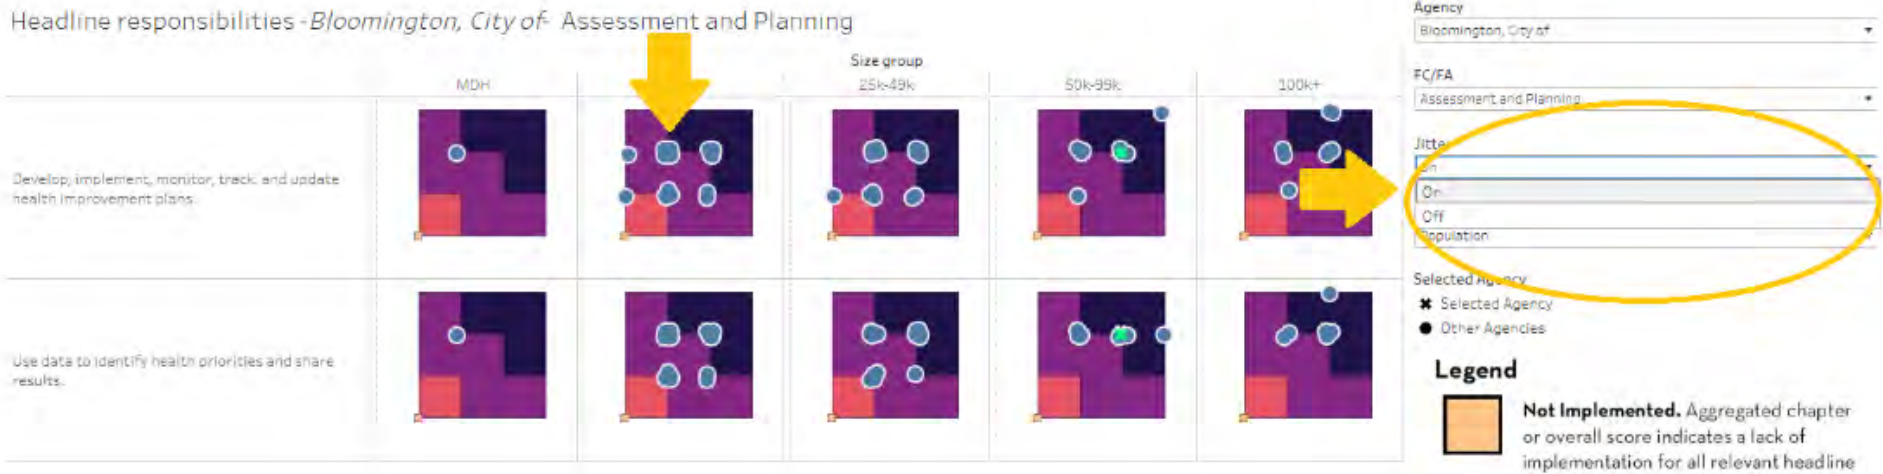 Headline responsibilities -Bloomington, City of- Assessment and Planning
Size group
MDH
25k-49k
50k-99k
100k+
Develop, implement, monitor, track, and update
health improvement plans.
Use data to identify health priorities and share
results.
Agency
Bloomington, City of
FC/FA
Assessment and Planning
Jitter
On
On
Off
Population
Selected Agency
Selected Agency
Other Agencies
Legend
Not Implemented. Aggregated chapter
or overall score indicates a lack of
implementation for all relevant headline